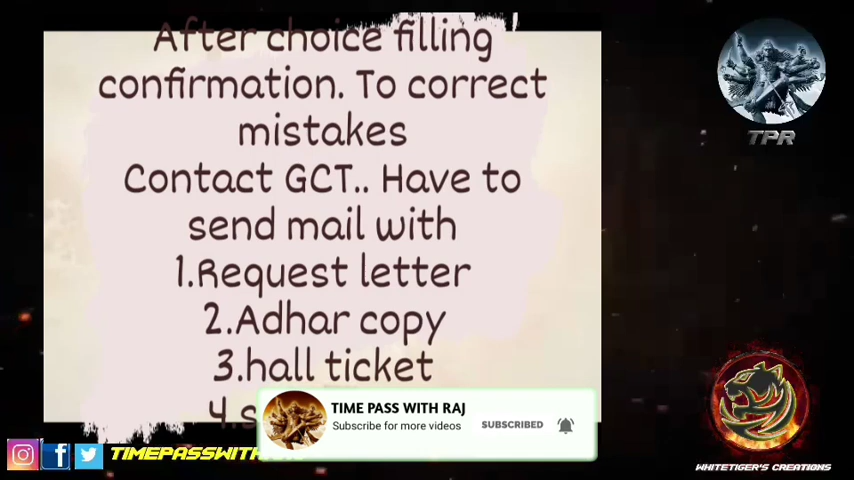 After choice filling
confirmation. To correct
mistakes
Contact GCT.. Have to
send mail with
1.Request letter
2.Adhar copy
3.hall ticket
TIME PASS WITH RAJ
Subscribe for more videos
SUBSCRIBED
TPR
WHITETIGER'S CREATIONS